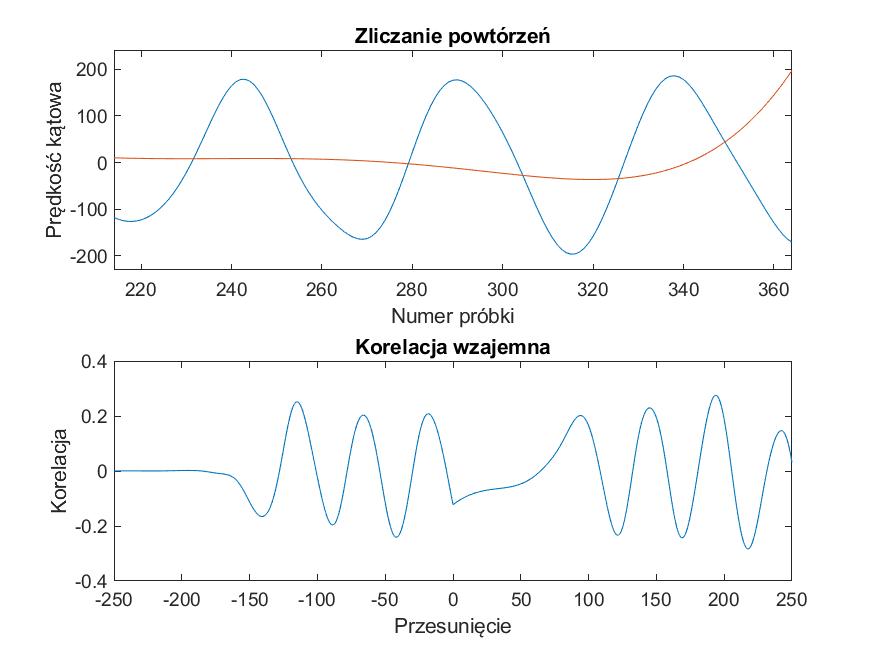 Zliczanie powtórzeń
200
100
0
-100
-200
Prędkość kątowa
220 240 260 280 300 320 340 360
Numer próbki
Korelacja wzajemna
0.4
0.2
0
-0.2
-0.4
Korelacja
-250 -200 -150 -100 -50 0 50 100 150 200 250
Przesunięcie